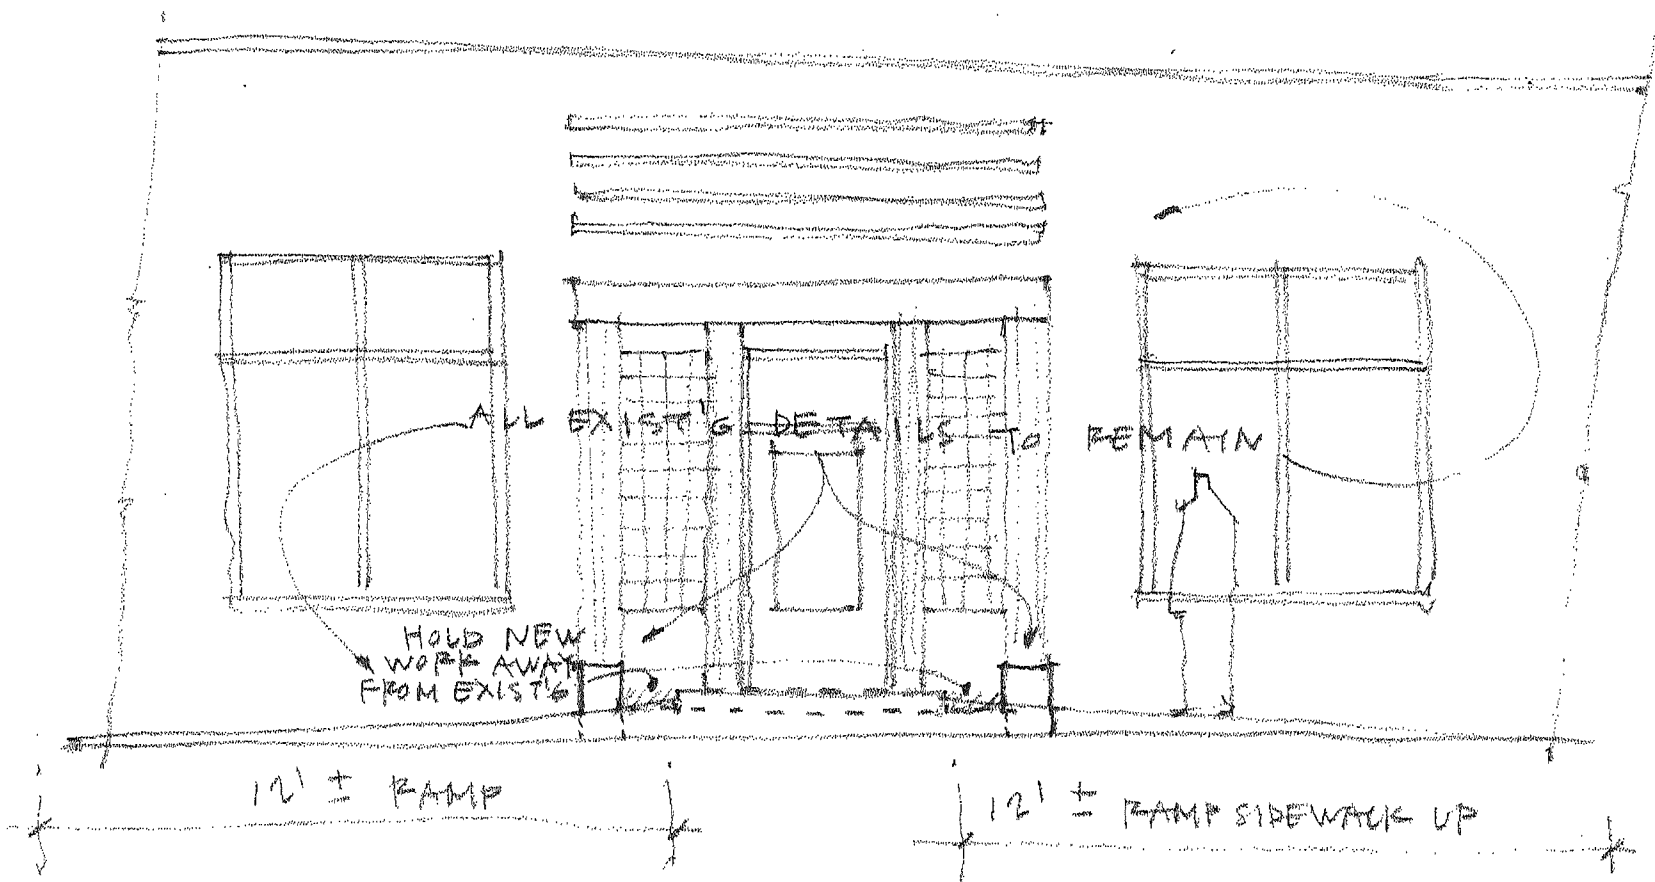 ALL EXIST'G DETAILS TO REMAIN
HOLD NEW
WORK AWAY
FROM EXIST'G
12' ± RAMP
12' ± RAMP SIDEWALK UP